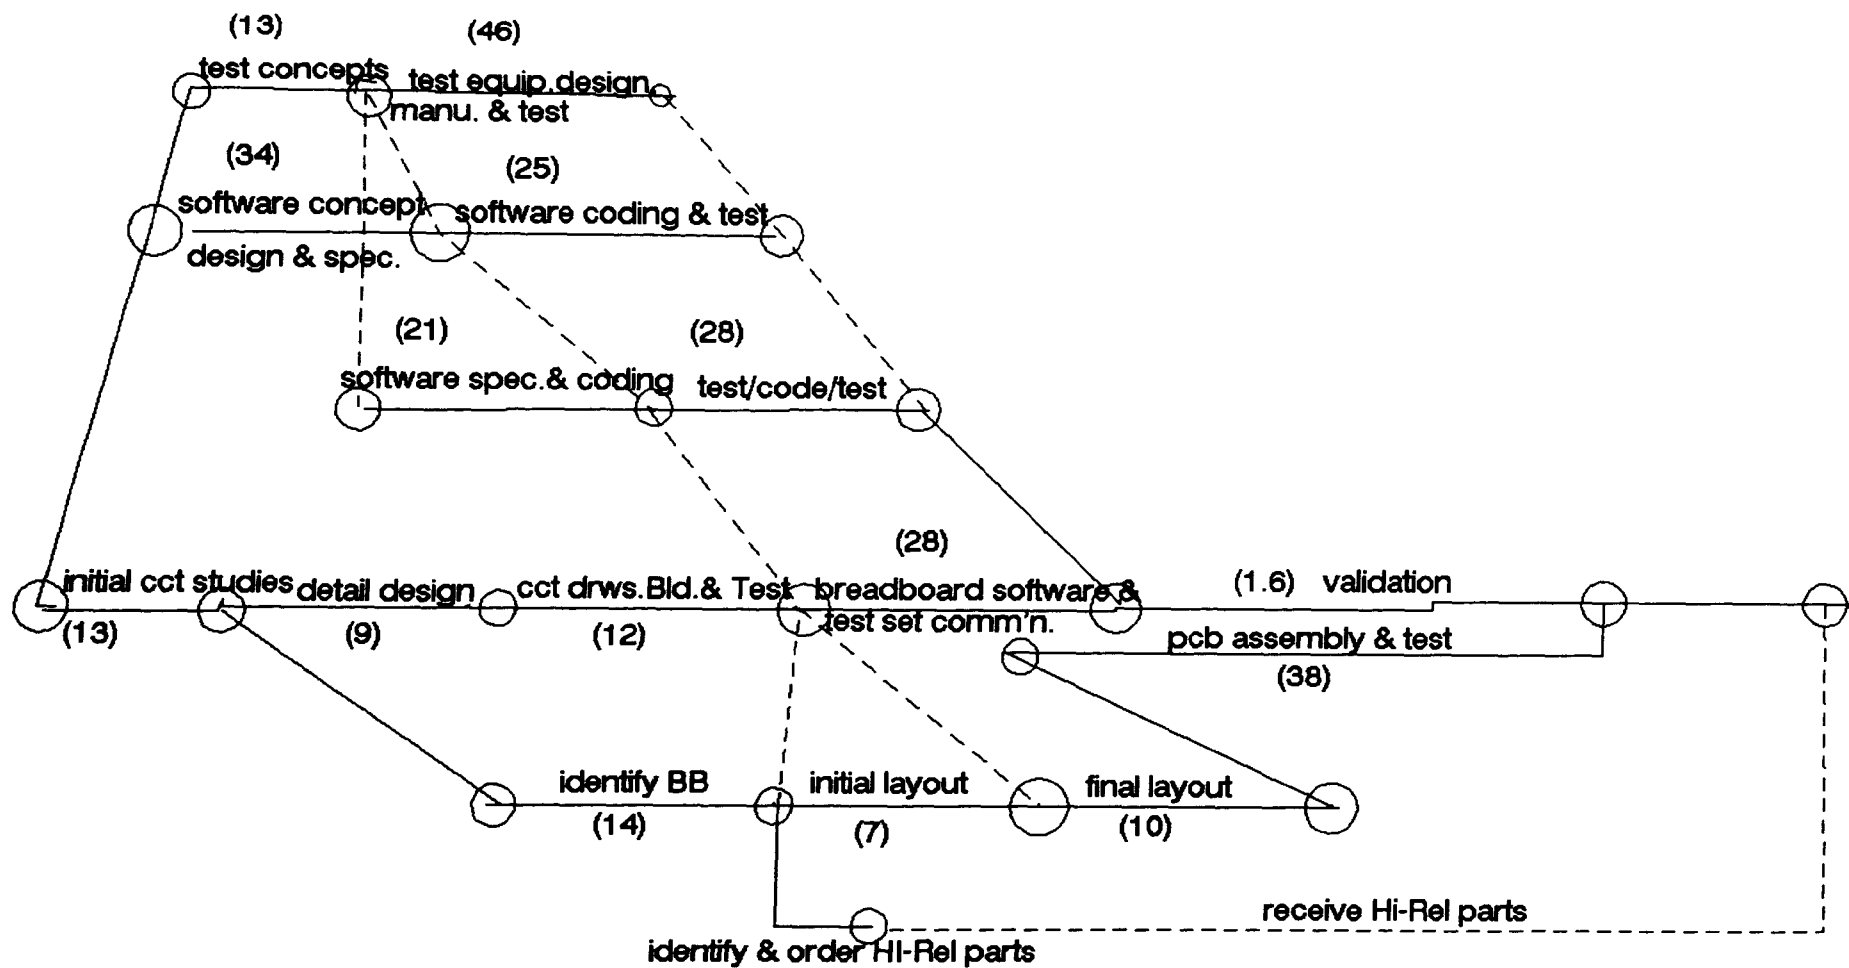 (13)
(46)
test concepts
test equip.design,
manu. & test
(34)
(25)
software concept
software coding & test
design & spec.
(21)
(28)
software spec.& coding
test/code/test
(28)
initial cct studies
detail design
cct drws.Bld.& Test
breadboard software &
test set comm'n.
(1.6) validation
(13)
(9)
(12)
pcb assembly & test
(38)
identify BB
initial layout
final layout
(14)
(7)
(10)
receive Hi-Rel parts
identify & order HI-Rel parts